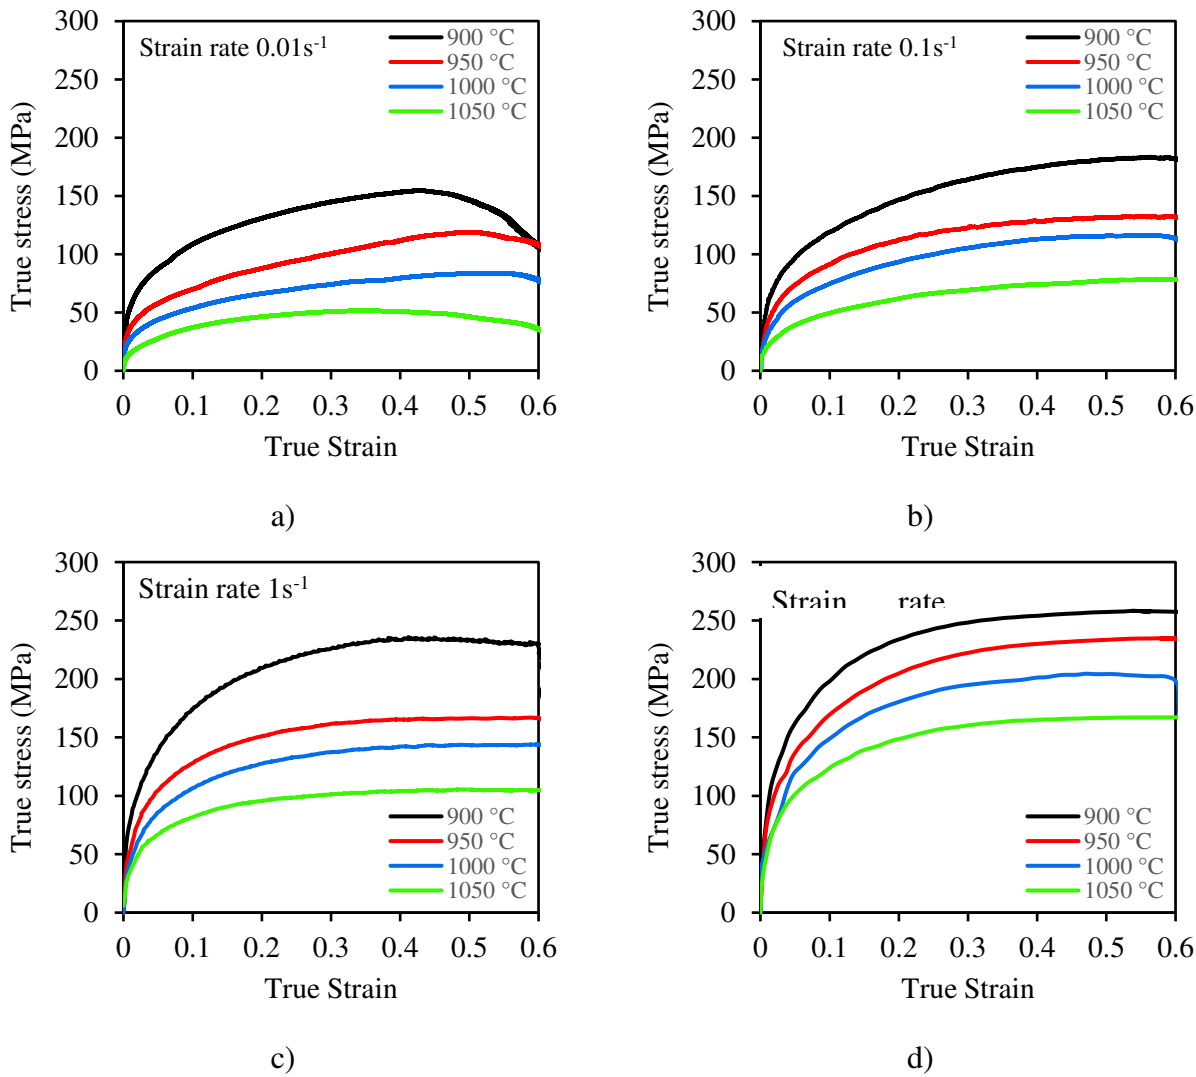 300
250
200
150
100
50
0
True stress (MPa)
Strain rate 0.01s-1
900 °C
950 °C
1000 °C
1050 °C
0 0.1 0.2 0.3 0.4 0.5 0.6
True Strain
a)
300
250
200
150
100
50
0
True stress (MPa)
Strain rate 0.1s-1
900 °C
950 °C
1000 °C
1050 °C
0 0.1 0.2 0.3 0.4 0.5 0.6
True Strain
b)
300
250
200
150
100
50
0
True stress (MPa)
Strain rate 1s-1
900 °C
950 °C
1000 °C
1050 °C
0 0.1 0.2 0.3 0.4 0.5 0.6
True Strain
c)
300
250
200
150
100
50
0
True stress (MPa)
Strain rate
900 °C
950 °C
1000 °C
1050 °C
0 0.1 0.2 0.3 0.4 0.5 0.6
True Strain
d)